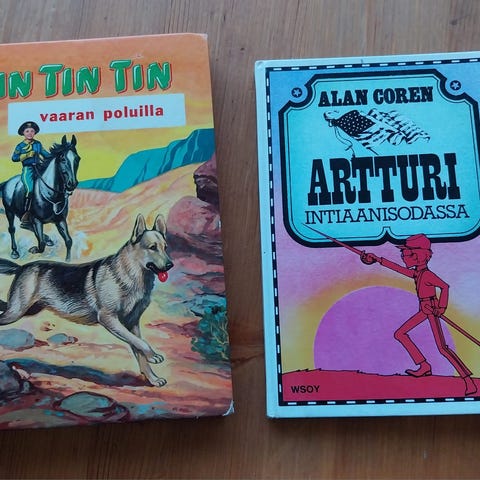 IN TIN TIN
vaaran poluilla
ALAN COREN
ARTTURI
INTIAANISODASSA
WSOY